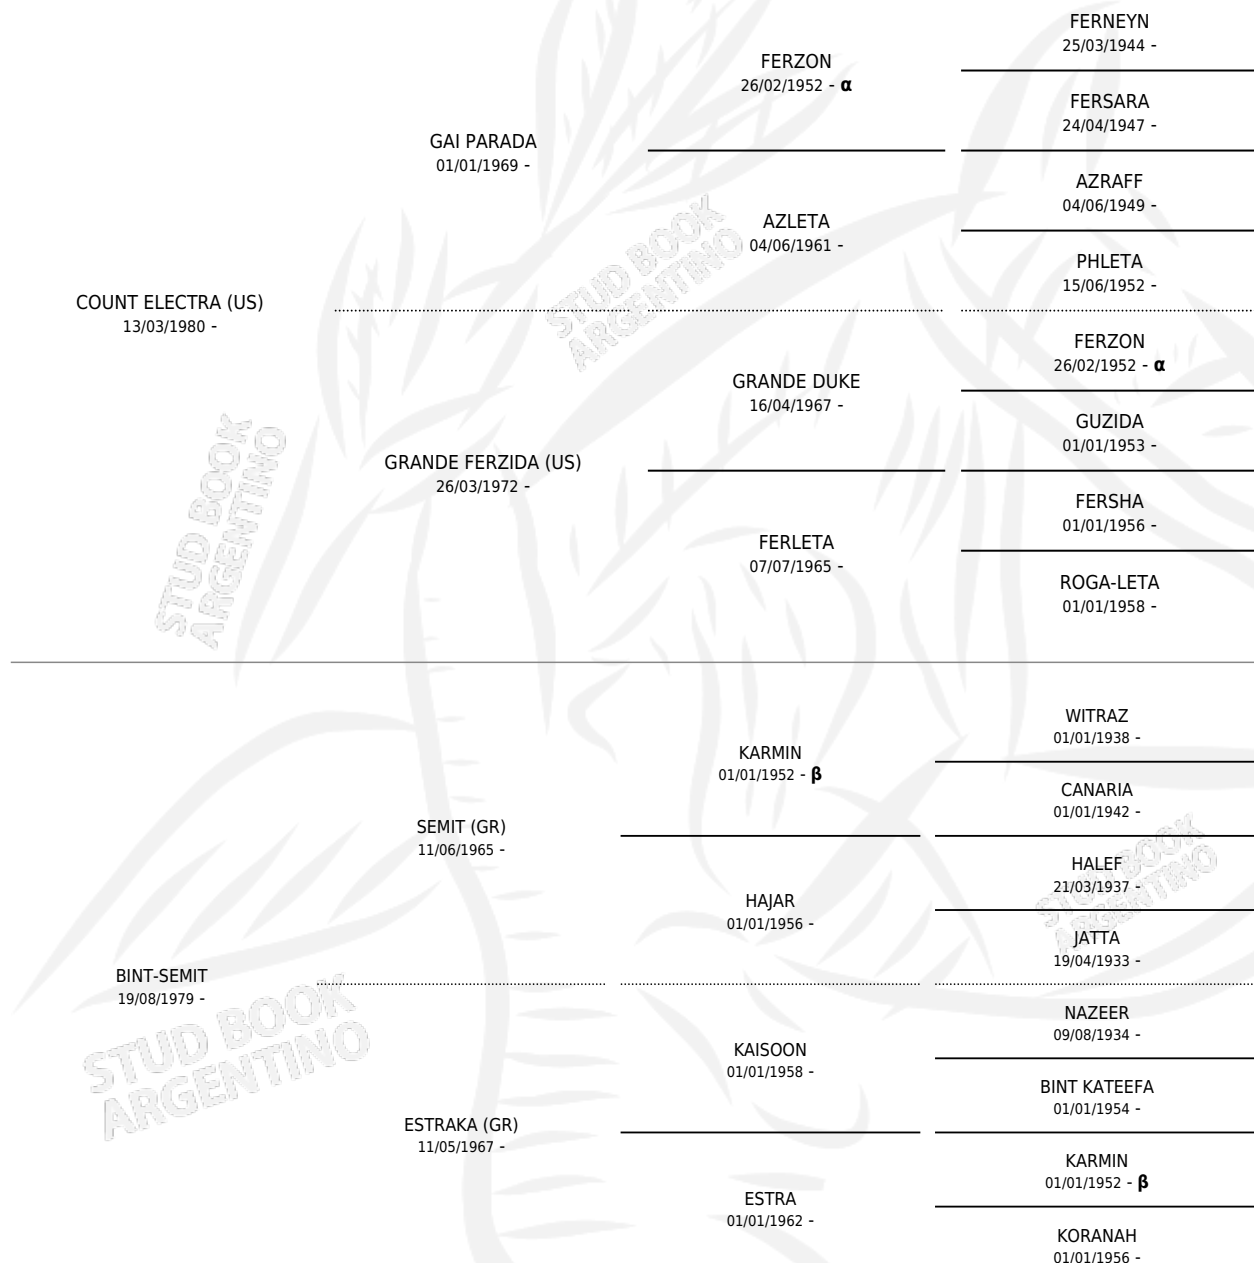 FERNEYN
25/03/1944 -
FERZON
26/02/1952 - α
FERSARA
24/04/1947 -
GAI PARADA
01/01/1969 -
AZRAFF
04/06/1949 -
AZLETA
04/06/1961 -
PHLETA
15/06/1952 -
COUNT ELECTRA (US)
13/03/1980 -
FERZON
26/02/1952 - α
GRANDE DUKE
16/04/1967 -
GUZIDA
01/01/1953 -
GRANDE FERZIDA (US)
26/03/1972 -
FERSHA
01/01/1956 -
FERLETA
07/07/1965 -
ROGA-LETA
01/01/1958 -
WITRAZ
01/01/1938 -
KARMIN
01/01/1952 - β
CANARIA
01/01/1942 -
SEMIT (GR)
11/06/1965 -
HALEF
21/03/1937 -
HAJAR
01/01/1956 -
JATTA
19/04/1933 -
BINT-SEMIT
19/08/1979 -
NAZEER
09/08/1934 -
KAISOON
01/01/1958 -
BINT KATEEFA
01/01/1954 -
ESTRAKA (GR)
11/05/1967 -
KARMIN
01/01/1952 - β
ESTRA
01/01/1962 -
KORANAH
01/01/1956 -
STUD BOOK
ARGENTINO
STUD BOOK
ARGENTINO
STUD BOOK
ARGENTINO
STUD BOOK
ARGENTINO